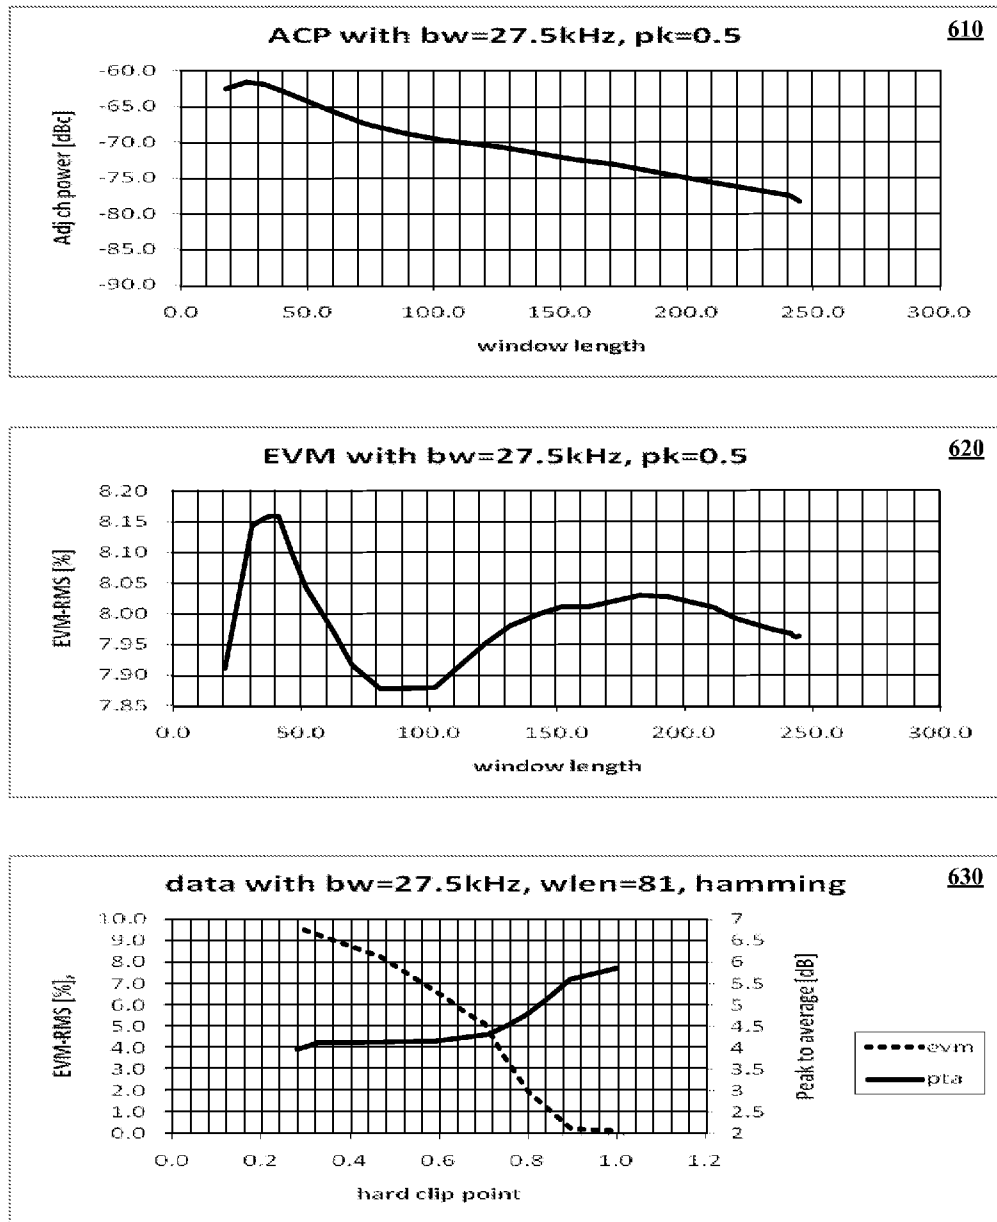 ACP with bw=27.5kHz, pk=0.5
610
Adj ch power [dBc]
-60.0
-65.0
-70.0
-75.0
-80.0
-85.0
-90.0
0.0 50.0 100.0 150.0 200.0 250.0 300.0
window length
EVM with bw=27.5kHz, pk=0.5
620
EVM-RMS [%]
8.20
8.15
8.10
8.05
8.00
7.95
7.90
7.85
0.0 50.0 100.0 150.0 200.0 250.0 300.0
window length
data with bw=27.5kHz, wlen=81, hamming
630
EVM-RMS [%],
10.0
9.0
8.0
7.0
6.0
5.0
4.0
3.0
2.0
1.0
0.0
7
6.5
6
5.5
5
4.5
4
3.5
3
2.5
2
Peak to average [dB]
0.0 0.2 0.4 0.6 0.8 1.0 1.2
hard clip point
evm
pta